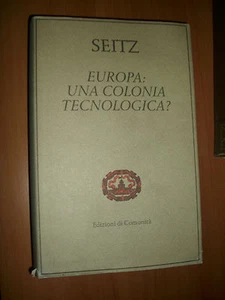 SEITZ
EUROPA:
UNA COLONIA
TECNOLOGICA?
Edizioni di Comunità